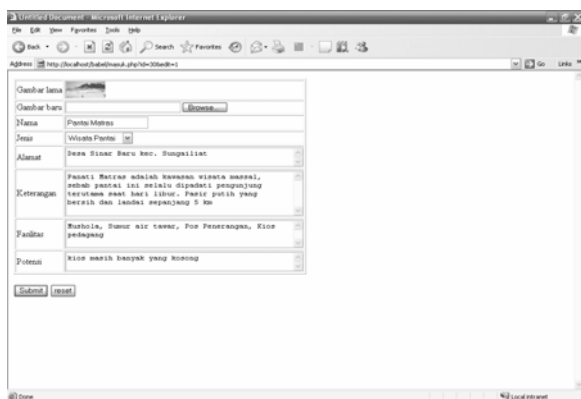 Untitled Document - Microsoft Internet Explorer
File Edit View Favorites Tools Help
Back Search Favorites
Address http://localhost/babel/masuk.php?id=30&edit=1 Go Links
Gambar lama
Gambar baru Browse...
Nama Pantai Matras
Jenis Wisata Pantai
Alamat Desa Sinar Baru kec. Sungailiat
Keterangan Panati Matras adalah kawasan wisata massal,
sebab pantai ini selalu dipadati pengunjung
terutama saat hari libur. Pasir putih yang
bersih dan landai sepanjang 5 km
Fasilitas Mushola, Sumur air tawar, Pos Penerangan, Kios
pedagang
Potensi kios masih banyak yang kosong
Submit reset
Done Local intranet